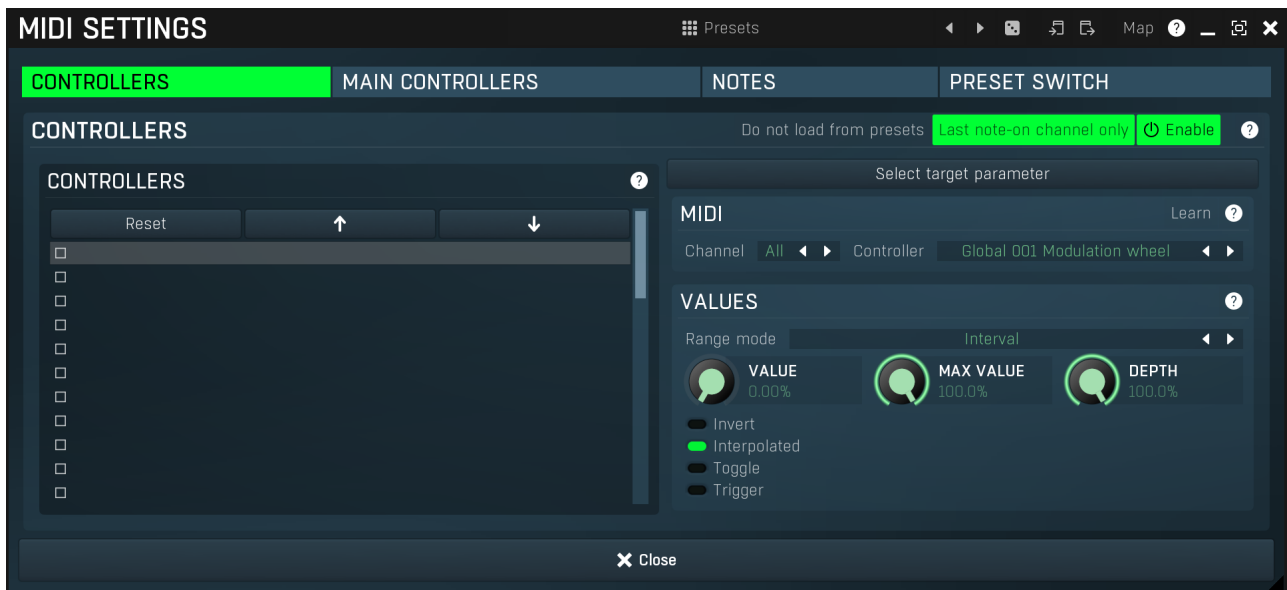 MIDI SETTINGS Presets Map ?
CONTROLLERS MAIN CONTROLLERS NOTES PRESET SWITCH
CONTROLLERS Do not load from presets Last note-on channel only Enable ?
CONTROLLERS ? Select target parameter
Reset
MIDI Learn ?
Channel All Controller Global 001 Modulation wheel
VALUES ?
Range mode Interval
VALUE MAX VALUE DEPTH
0.00% 100.0% 100.0%
Invert
Interpolated
Toggle
Trigger
Close